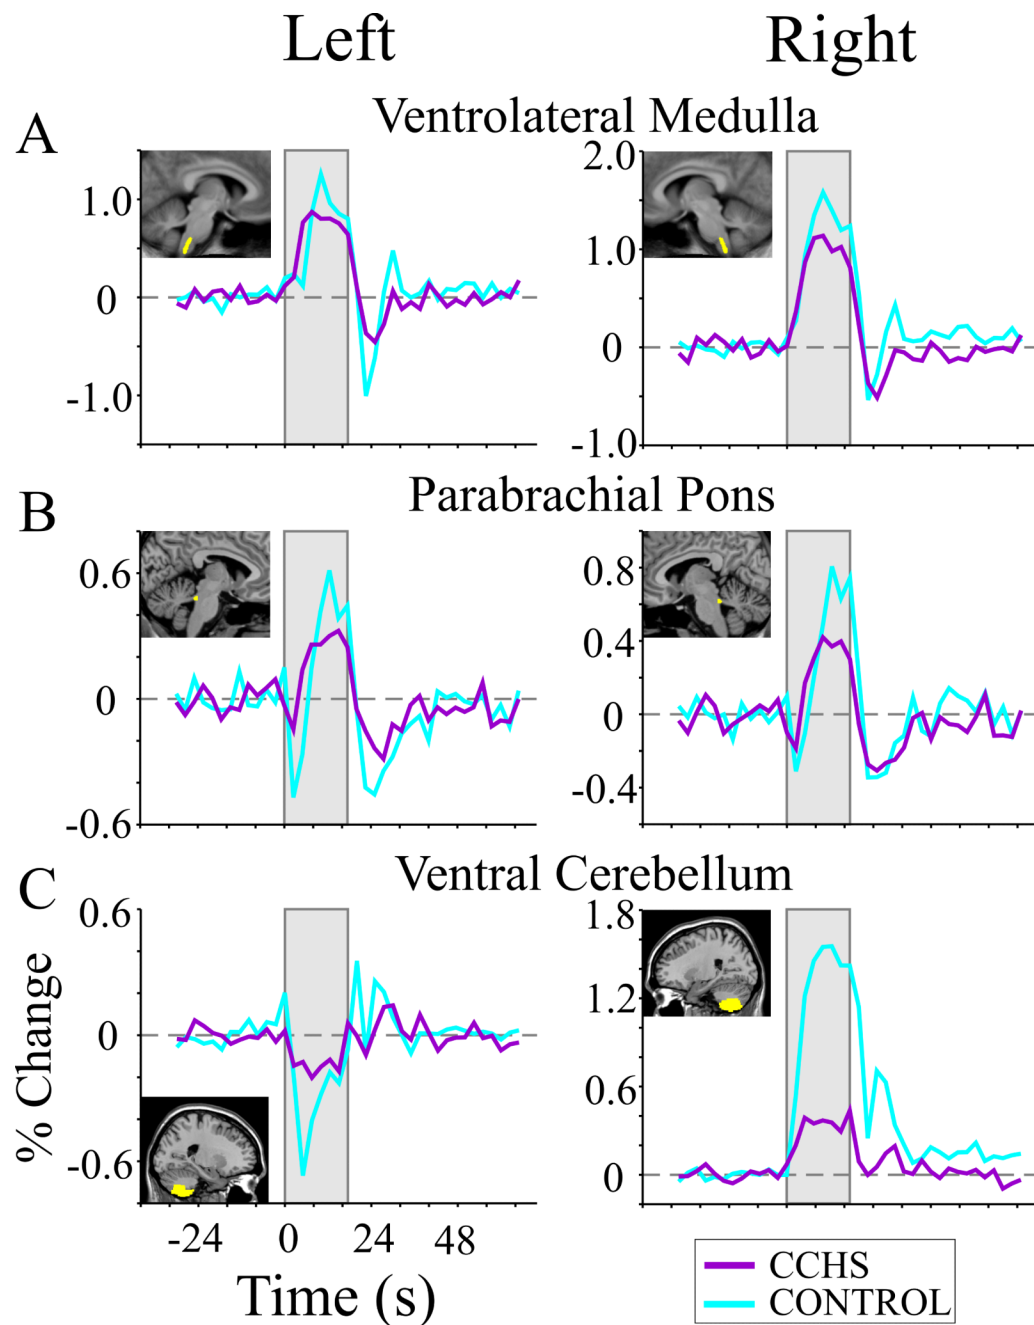 Left Right
A Ventrolateral Medulla
1.0
0
-1.0
2.0
1.0
0
-1.0
B Parabrachial Pons
0.6
0
-0.6
0.8
0.4
0
-0.4
C Ventral Cerebellum
% Change
0.6
0
-0.6
1.8
1.2
0.6
0
-24 0 24 48
Time (s)
CCHS
CONTROL